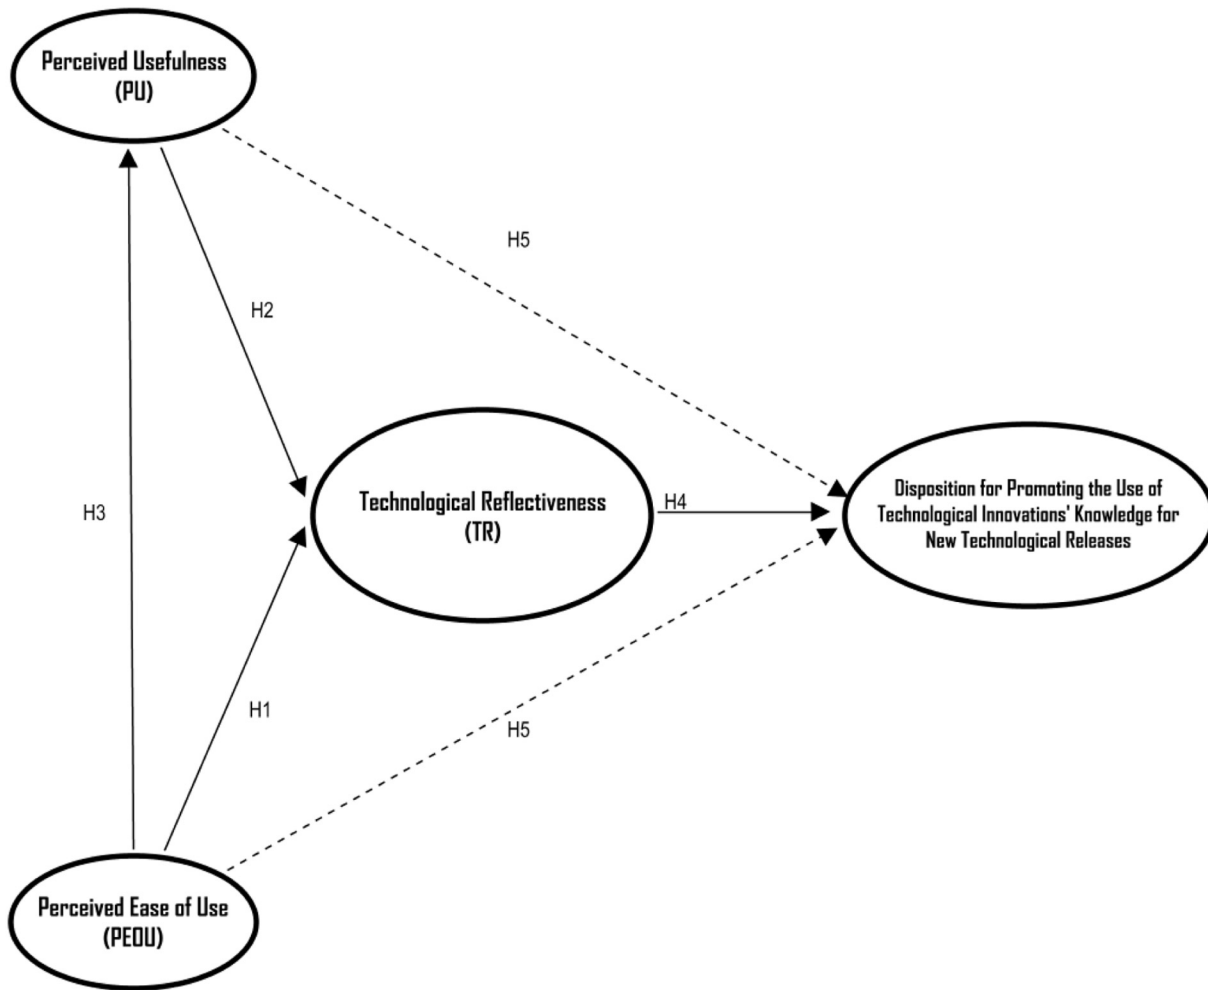 Perceived Usefulness
(PU)
H5
H2
H3
Technological Reflectiveness
(TR)
H4
Disposition for Promoting the Use of
Technological Innovations' Knowledge for
New Technological Releases
H1
H5
Perceived Ease of Use
(PEOU)